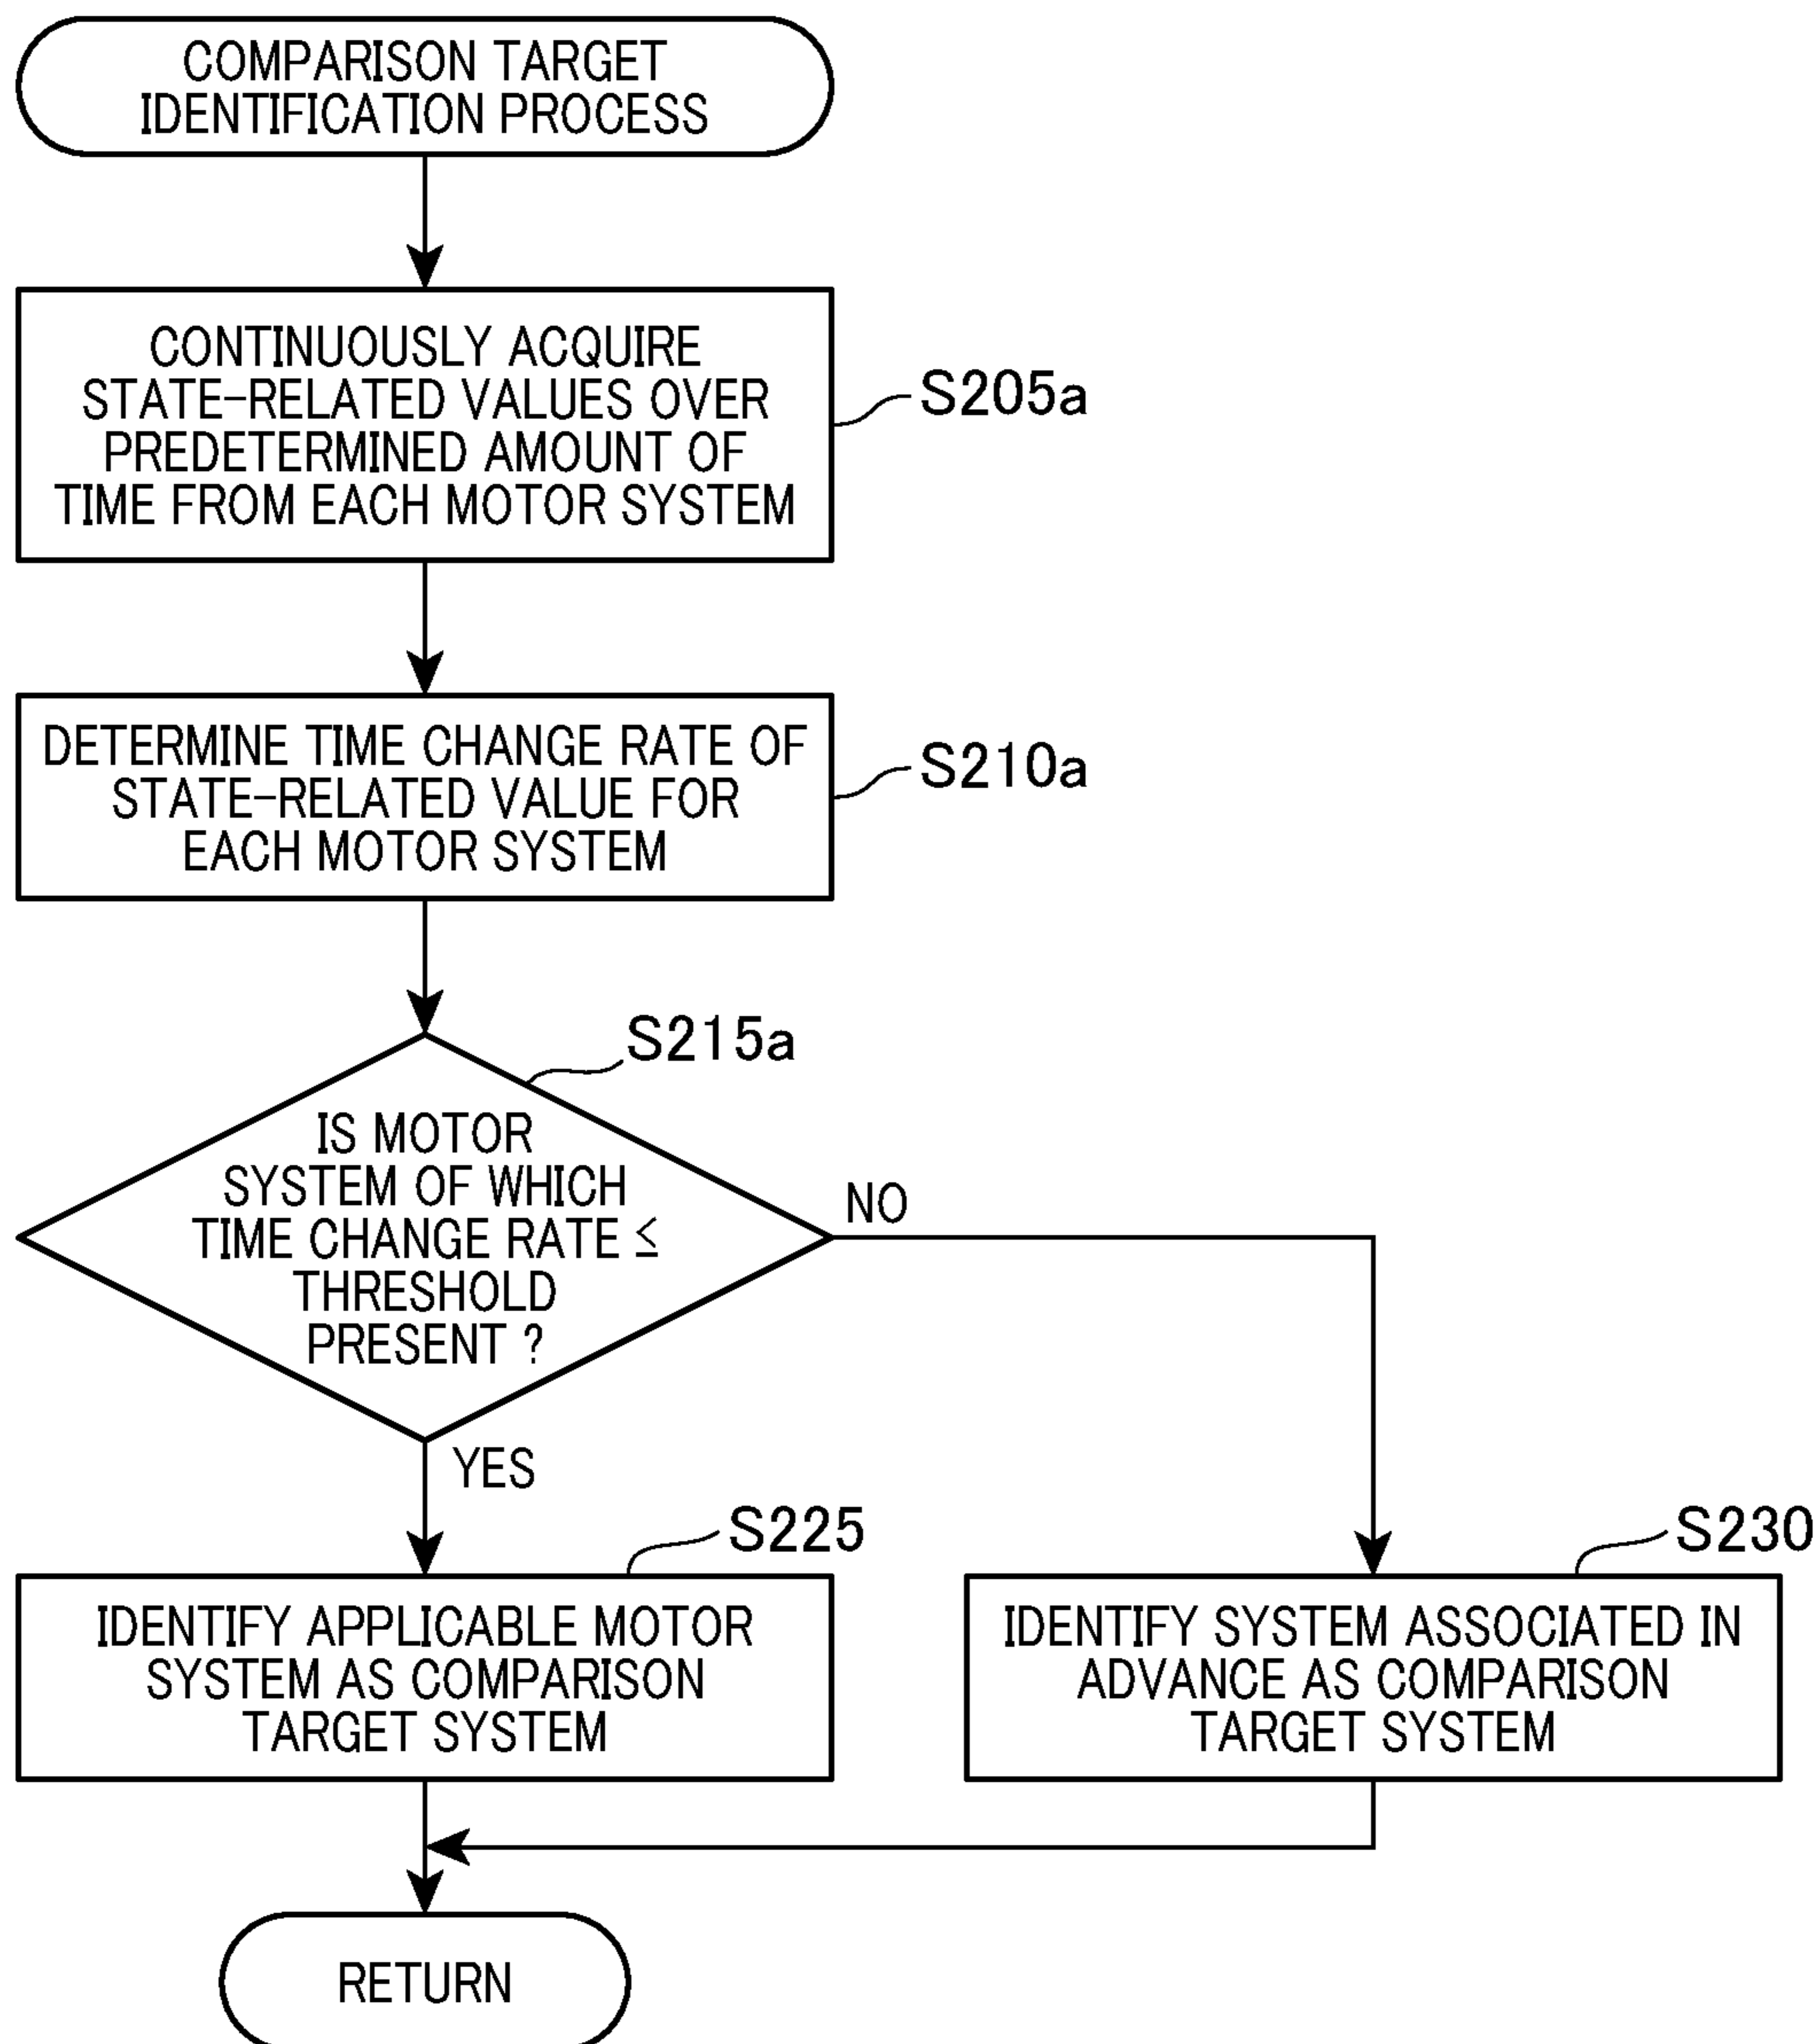 COMPARISON TARGET
IDENTIFICATION PROCESS
CONTINUOUSLY ACQUIRE
STATE-RELATED VALUES OVER
PREDETERMINED AMOUNT OF
TIME FROM EACH MOTOR SYSTEM
S205a
DETERMINE TIME CHANGE RATE OF
STATE-RELATED VALUE FOR
EACH MOTOR SYSTEM
S210a
S215a
IS MOTOR
SYSTEM OF WHICH
TIME CHANGE RATE ≤
THRESHOLD
PRESENT ?
NO
YES
S225
IDENTIFY APPLICABLE MOTOR
SYSTEM AS COMPARISON
TARGET SYSTEM
S230
IDENTIFY SYSTEM ASSOCIATED IN
ADVANCE AS COMPARISON
TARGET SYSTEM
RETURN